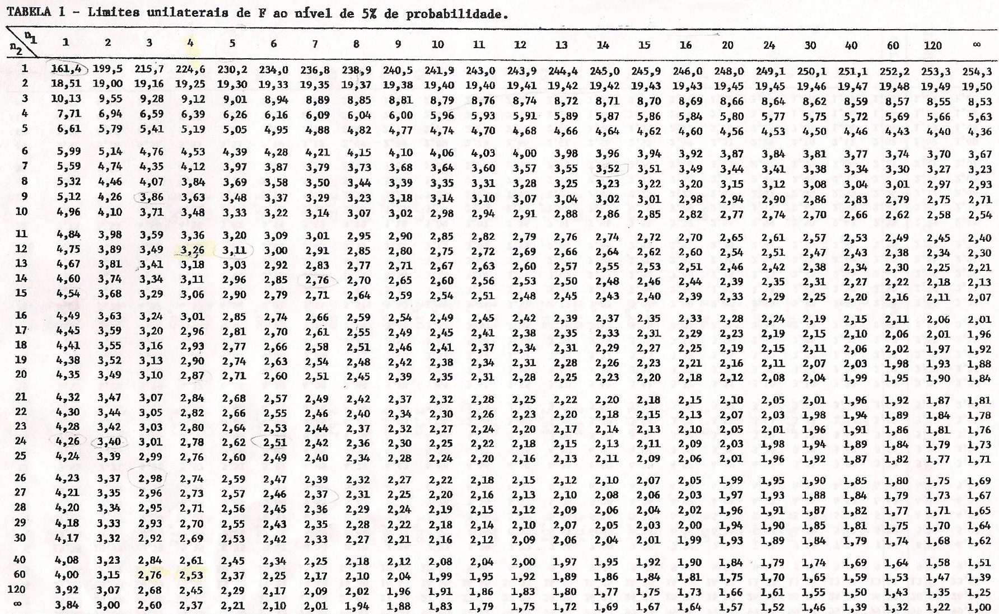 TABELA 1 - Limites unilaterais de F ao nível de 5% de probabilidade.
n1
n2 1 2 3 4 5 6 7 8 9 10 11 12 13 14 15 16 20 24 30 40 60 120 ∞
1 161,4 199,5 215,7 224,6 230,2 234,0 236,8 238,9 240,5 241,9 243,0 243,9 244,4 245,0 245,9 246,0 248,0 249,1 250,1 251,1 252,2 253,3 254,3
2 18,51 19,00 19,16 19,25 19,30 19,33 19,35 19,37 19,38 19,40 19,40 19,41 19,42 19,42 19,43 19,43 19,45 19,45 19,46 19,47 19,48 19,49 19,50
3 10,13 9,55 9,28 9,12 9,01 8,94 8,89 8,85 8,81 8,79 8,76 8,74 8,72 8,71 8,70 8,69 8,66 8,64 8,62 8,59 8,57 8,55 8,53
4 7,71 6,94 6,59 6,39 6,26 6,16 6,09 6,04 6,00 5,96 5,93 5,91 5,89 5,87 5,86 5,84 5,80 5,77 5,75 5,72 5,69 5,66 5,63
5 6,61 5,79 5,41 5,19 5,05 4,95 4,88 4,82 4,77 4,74 4,70 4,68 4,66 4,64 4,62 4,60 4,56 4,53 4,50 4,46 4,43 4,40 4,36
6 5,99 5,14 4,76 4,53 4,39 4,28 4,21 4,15 4,10 4,06 4,03 4,00 3,98 3,96 3,94 3,92 3,87 3,84 3,81 3,77 3,74 3,70 3,67
7 5,59 4,74 4,35 4,12 3,97 3,87 3,79 3,73 3,68 3,64 3,60 3,57 3,55 3,52 3,51 3,49 3,44 3,41 3,38 3,34 3,30 3,27 3,23
8 5,32 4,46 4,07 3,84 3,69 3,58 3,50 3,44 3,39 3,35 3,31 3,28 3,25 3,23 3,22 3,20 3,15 3,12 3,08 3,04 3,01 2,97 2,93
9 5,12 4,26 3,86 3,63 3,48 3,37 3,29 3,23 3,18 3,14 3,10 3,07 3,04 3,02 3,01 2,98 2,94 2,90 2,86 2,83 2,79 2,75 2,71
10 4,96 4,10 3,71 3,48 3,33 3,22 3,14 3,07 3,02 2,98 2,94 2,91 2,88 2,86 2,85 2,82 2,77 2,74 2,70 2,66 2,62 2,58 2,54
11 4,84 3,98 3,59 3,36 3,20 3,09 3,01 2,95 2,90 2,85 2,82 2,79 2,76 2,74 2,72 2,70 2,65 2,61 2,57 2,53 2,49 2,45 2,40
12 4,75 3,89 3,49 3,26 3,11 3,00 2,91 2,85 2,80 2,75 2,72 2,69 2,66 2,64 2,62 2,60 2,54 2,51 2,47 2,43 2,38 2,34 2,30
13 4,67 3,81 3,41 3,18 3,03 2,92 2,83 2,77 2,71 2,67 2,63 2,60 2,57 2,55 2,53 2,51 2,46 2,42 2,38 2,34 2,30 2,25 2,21
14 4,60 3,74 3,34 3,11 2,96 2,85 2,76 2,70 2,65 2,60 2,56 2,53 2,50 2,48 2,46 2,44 2,39 2,35 2,31 2,27 2,22 2,18 2,13
15 4,54 3,68 3,29 3,06 2,90 2,79 2,71 2,64 2,59 2,54 2,51 2,48 2,45 2,43 2,40 2,39 2,33 2,29 2,25 2,20 2,16 2,11 2,07
16 4,49 3,63 3,24 3,01 2,85 2,74 2,66 2,59 2,54 2,49 2,45 2,42 2,39 2,37 2,35 2,33 2,28 2,24 2,19 2,15 2,11 2,06 2,01
17 4,45 3,59 3,20 2,96 2,81 2,70 2,61 2,55 2,49 2,45 2,41 2,38 2,35 2,33 2,31 2,29 2,23 2,19 2,15 2,10 2,06 2,01 1,96
18 4,41 3,55 3,16 2,93 2,77 2,66 2,58 2,51 2,46 2,41 2,37 2,34 2,31 2,29 2,27 2,25 2,19 2,15 2,11 2,06 2,02 1,97 1,92
19 4,38 3,52 3,13 2,90 2,74 2,63 2,54 2,48 2,42 2,38 2,34 2,31 2,28 2,26 2,23 2,21 2,16 2,11 2,07 2,03 1,98 1,93 1,88
20 4,35 3,49 3,10 2,87 2,71 2,60 2,51 2,45 2,39 2,35 2,31 2,28 2,25 2,23 2,20 2,18 2,12 2,08 2,04 1,99 1,95 1,90 1,84
21 4,32 3,47 3,07 2,84 2,68 2,57 2,49 2,42 2,37 2,32 2,28 2,25 2,22 2,20 2,18 2,15 2,10 2,05 2,01 1,96 1,92 1,87 1,81
22 4,30 3,44 3,05 2,82 2,66 2,55 2,46 2,40 2,34 2,30 2,26 2,23 2,20 2,18 2,15 2,13 2,07 2,03 1,98 1,94 1,89 1,84 1,78
23 4,28 3,42 3,03 2,80 2,64 2,53 2,44 2,37 2,32 2,27 2,24 2,20 2,17 2,14 2,13 2,10 2,05 2,01 1,96 1,91 1,86 1,81 1,76
24 4,26 3,40 3,01 2,78 2,62 2,51 2,42 2,36 2,30 2,25 2,22 2,18 2,15 2,13 2,11 2,09 2,03 1,98 1,94 1,89 1,84 1,79 1,73
25 4,24 3,39 2,99 2,76 2,60 2,49 2,40 2,34 2,28 2,24 2,20 2,16 2,13 2,11 2,09 2,06 2,01 1,96 1,92 1,87 1,82 1,77 1,71
26 4,23 3,37 2,98 2,74 2,59 2,47 2,39 2,32 2,27 2,22 2,18 2,15 2,12 2,10 2,07 2,05 1,99 1,95 1,90 1,85 1,80 1,75 1,69
27 4,21 3,35 2,96 2,73 2,57 2,46 2,37 2,31 2,25 2,20 2,16 2,13 2,10 2,08 2,06 2,03 1,97 1,93 1,88 1,84 1,79 1,73 1,67
28 4,20 3,34 2,95 2,71 2,56 2,45 2,36 2,29 2,24 2,19 2,15 2,12 2,09 2,06 2,04 2,02 1,96 1,91 1,87 1,82 1,77 1,71 1,65
29 4,18 3,33 2,93 2,70 2,55 2,43 2,35 2,28 2,22 2,18 2,14 2,10 2,07 2,05 2,03 2,00 1,94 1,90 1,85 1,81 1,75 1,70 1,64
30 4,17 3,32 2,92 2,69 2,53 2,42 2,33 2,27 2,21 2,16 2,12 2,09 2,06 2,04 2,01 1,99 1,93 1,89 1,84 1,79 1,74 1,68 1,62
40 4,08 3,23 2,84 2,61 2,45 2,34 2,25 2,18 2,12 2,08 2,04 2,00 1,97 1,95 1,92 1,90 1,84 1,79 1,74 1,69 1,64 1,58 1,51
60 4,00 3,15 2,76 2,53 2,37 2,25 2,17 2,10 2,04 1,99 1,95 1,92 1,89 1,86 1,84 1,81 1,75 1,70 1,65 1,59 1,53 1,47 1,39
120 3,92 3,07 2,68 2,45 2,29 2,17 2,09 2,02 1,96 1,91 1,86 1,83 1,80 1,77 1,75 1,73 1,66 1,61 1,55 1,50 1,43 1,35 1,25
∞ 3,84 3,00 2,60 2,37 2,21 2,10 2,01 1,94 1,88 1,83 1,79 1,75 1,72 1,69 1,67 1,64 1,57 1,52 1,46 1,39 1,32 1,22 1,00